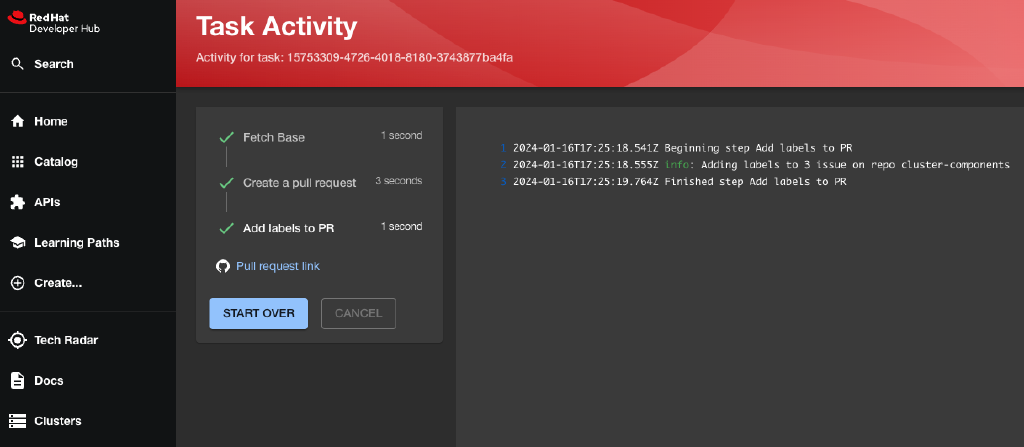 Red Hat
Developer Hub
Search
Home
Catalog
APIs
Learning Paths
Create...
Tech Radar
Docs
Clusters
Task Activity
Activity for task: 15753309-4726-4018-8180-3743877ba4fa
Fetch Base 1 second
Create a pull request 3 seconds
Add labels to PR 1 second
Pull request link
START OVER CANCEL
1 2024-01-16T17:25:18.541Z Beginning step Add labels to PR
2 2024-01-16T17:25:18.555Z info: Adding labels to 3 issue on repo cluster-components
3 2024-01-16T17:25:19.764Z Finished step Add labels to PR